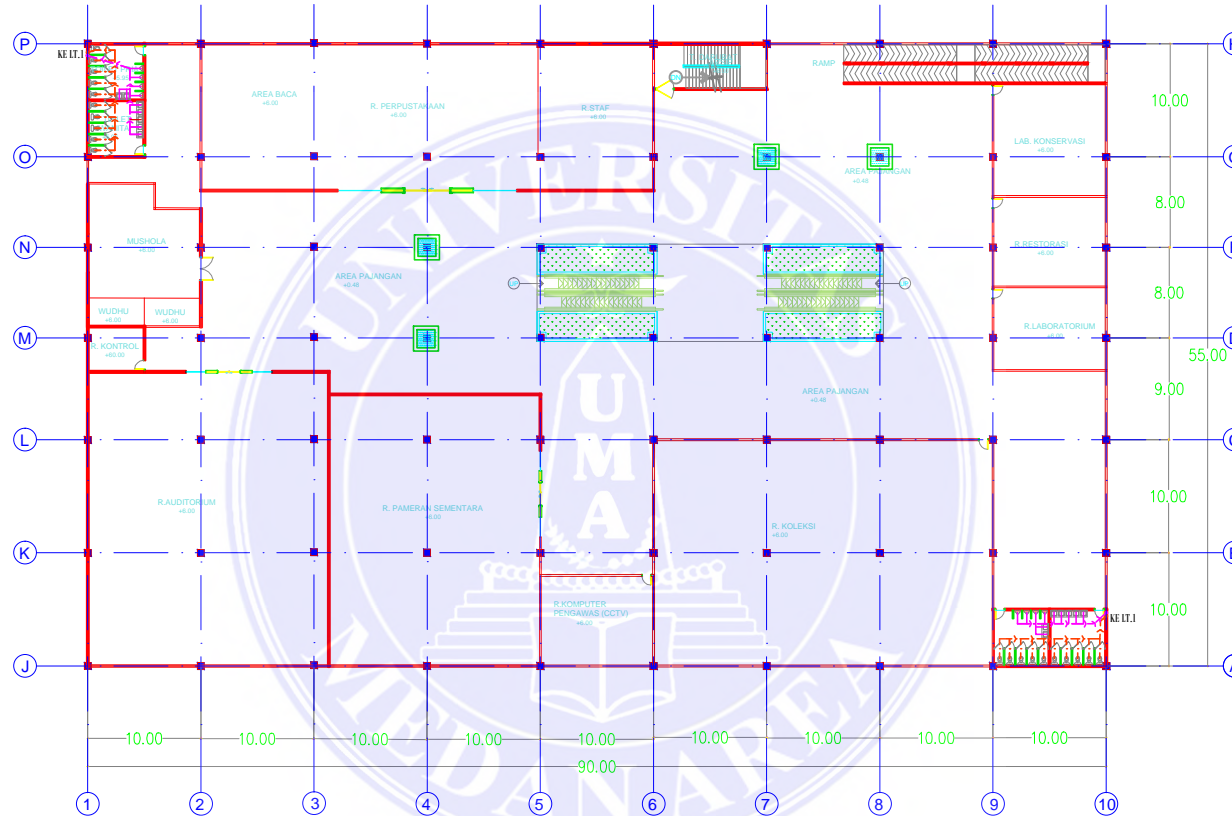 P
KE LT.1
RAMP
AREA BACA
+6.00
R. PERPUSTAKAAN
+6.00
R.STAF
+6.00
10.00
LAB. KONSERVASI
+6.00
O
AREA PAJANGAN
+0.48
8.00
MUSHOLA
+6.00
N
R.RESTORASI
+6.00
AREA PAJANGAN
+0.48
UP
UP
8.00
WUDHU
+6.00
WUDHU
+6.00
R.LABORATORIUM
+6.00
M
R. KONTROL
+60.00
55.00
AREA PAJANGAN
+0.48
9.00
L
R.AUDITORIUM
+6.00
R. PAMERAN SEMENTARA
+6.00
10.00
R. KOLEKSI
+6.00
K
R.KOMPUTER
PENGAWAS (CCTV)
+6.00
10.00
KE LT.1
J
10.00 10.00 10.00 10.00 10.00 10.00 10.00 10.00 10.00
90.00
1 2 3 4 5 6 7 8 9 10
UNIVERSITAS
MEDAN AREA
UMA